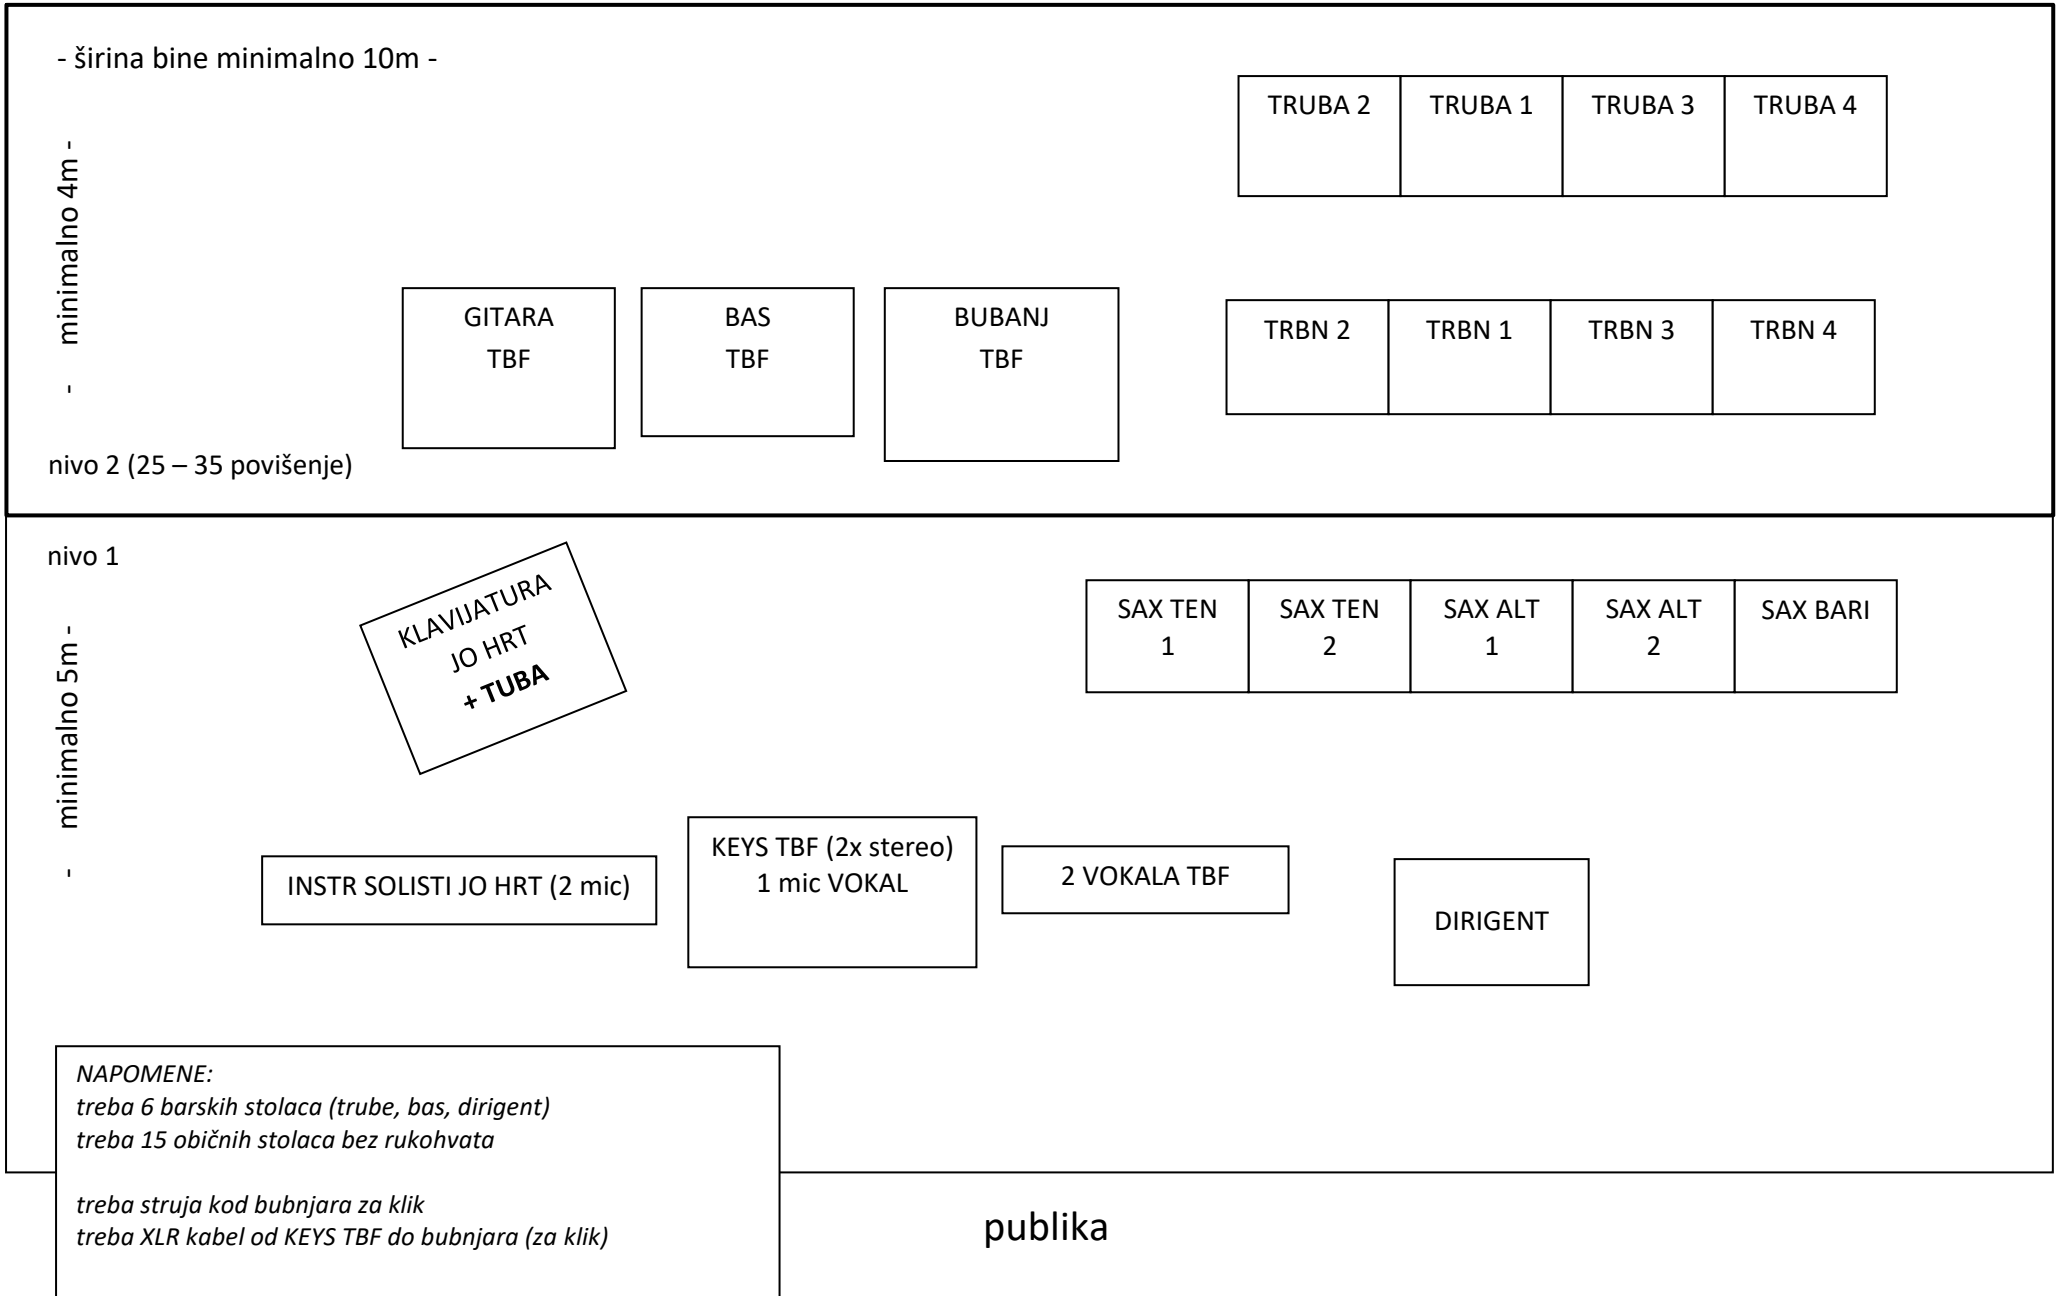 - širina bine minimalno 10m -
TRUBA 2
TRUBA 1
TRUBA 3
TRUBA 4
- minimalno 4m -
GITARA
TBF
BAS
TBF
BUBANJ
TBF
TRBN 2
TRBN 1
TRBN 3
TRBN 4
nivo 2 (25 – 35 povišenje)
nivo 1
- minimalno 5m -
KLAVIJATURA
JO HRT
+ TUBA
SAX TEN
1
SAX TEN
2
SAX ALT
1
SAX ALT
2
SAX BARI
INSTR SOLISTI JO HRT (2 mic)
KEYS TBF (2x stereo)
1 mic VOKAL
2 VOKALA TBF
DIRIGENT
NAPOMENE:
treba 6 barskih stolaca (trube, bas, dirigent)
treba 15 običnih stolaca bez rukohvata
treba struja kod bubnjara za klik
treba XLR kabel od KEYS TBF do bubnjara (za klik)
publika